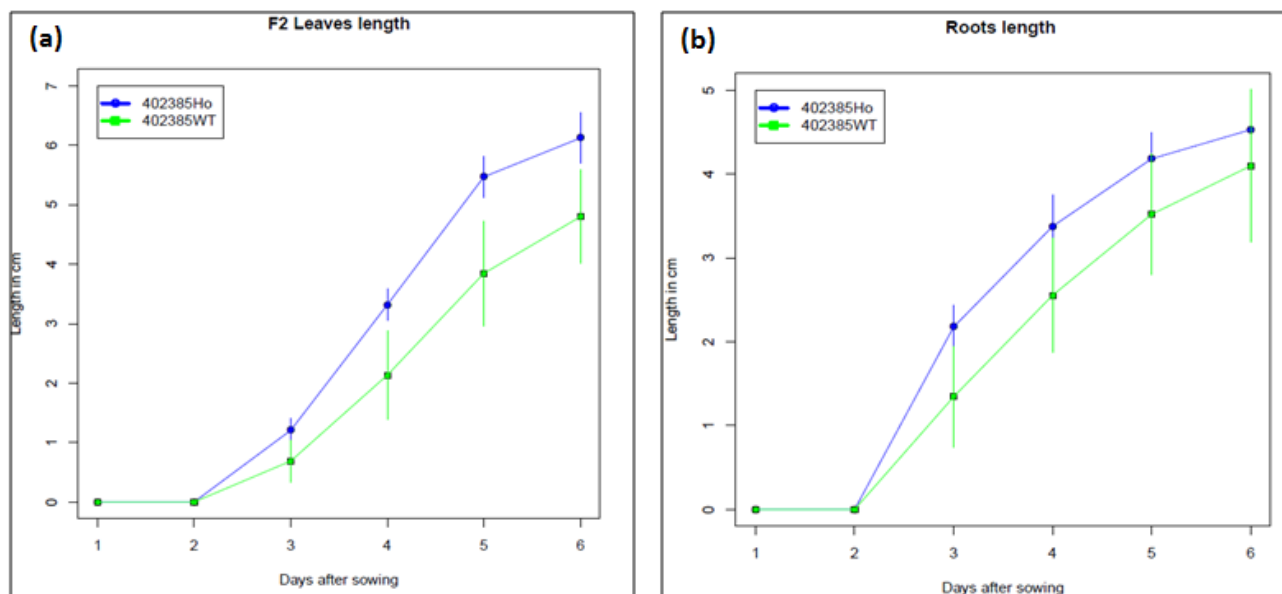 (a)
F2 Leaves length
402385Ho
402385WT
7
6
5
4
3
2
1
0
Length in cm
1 2 3 4 5 6
Days after sowing
(b)
Roots length
402385Ho
402385WT
5
4
3
2
1
0
Length in cm
1 2 3 4 5 6
Days after sowing